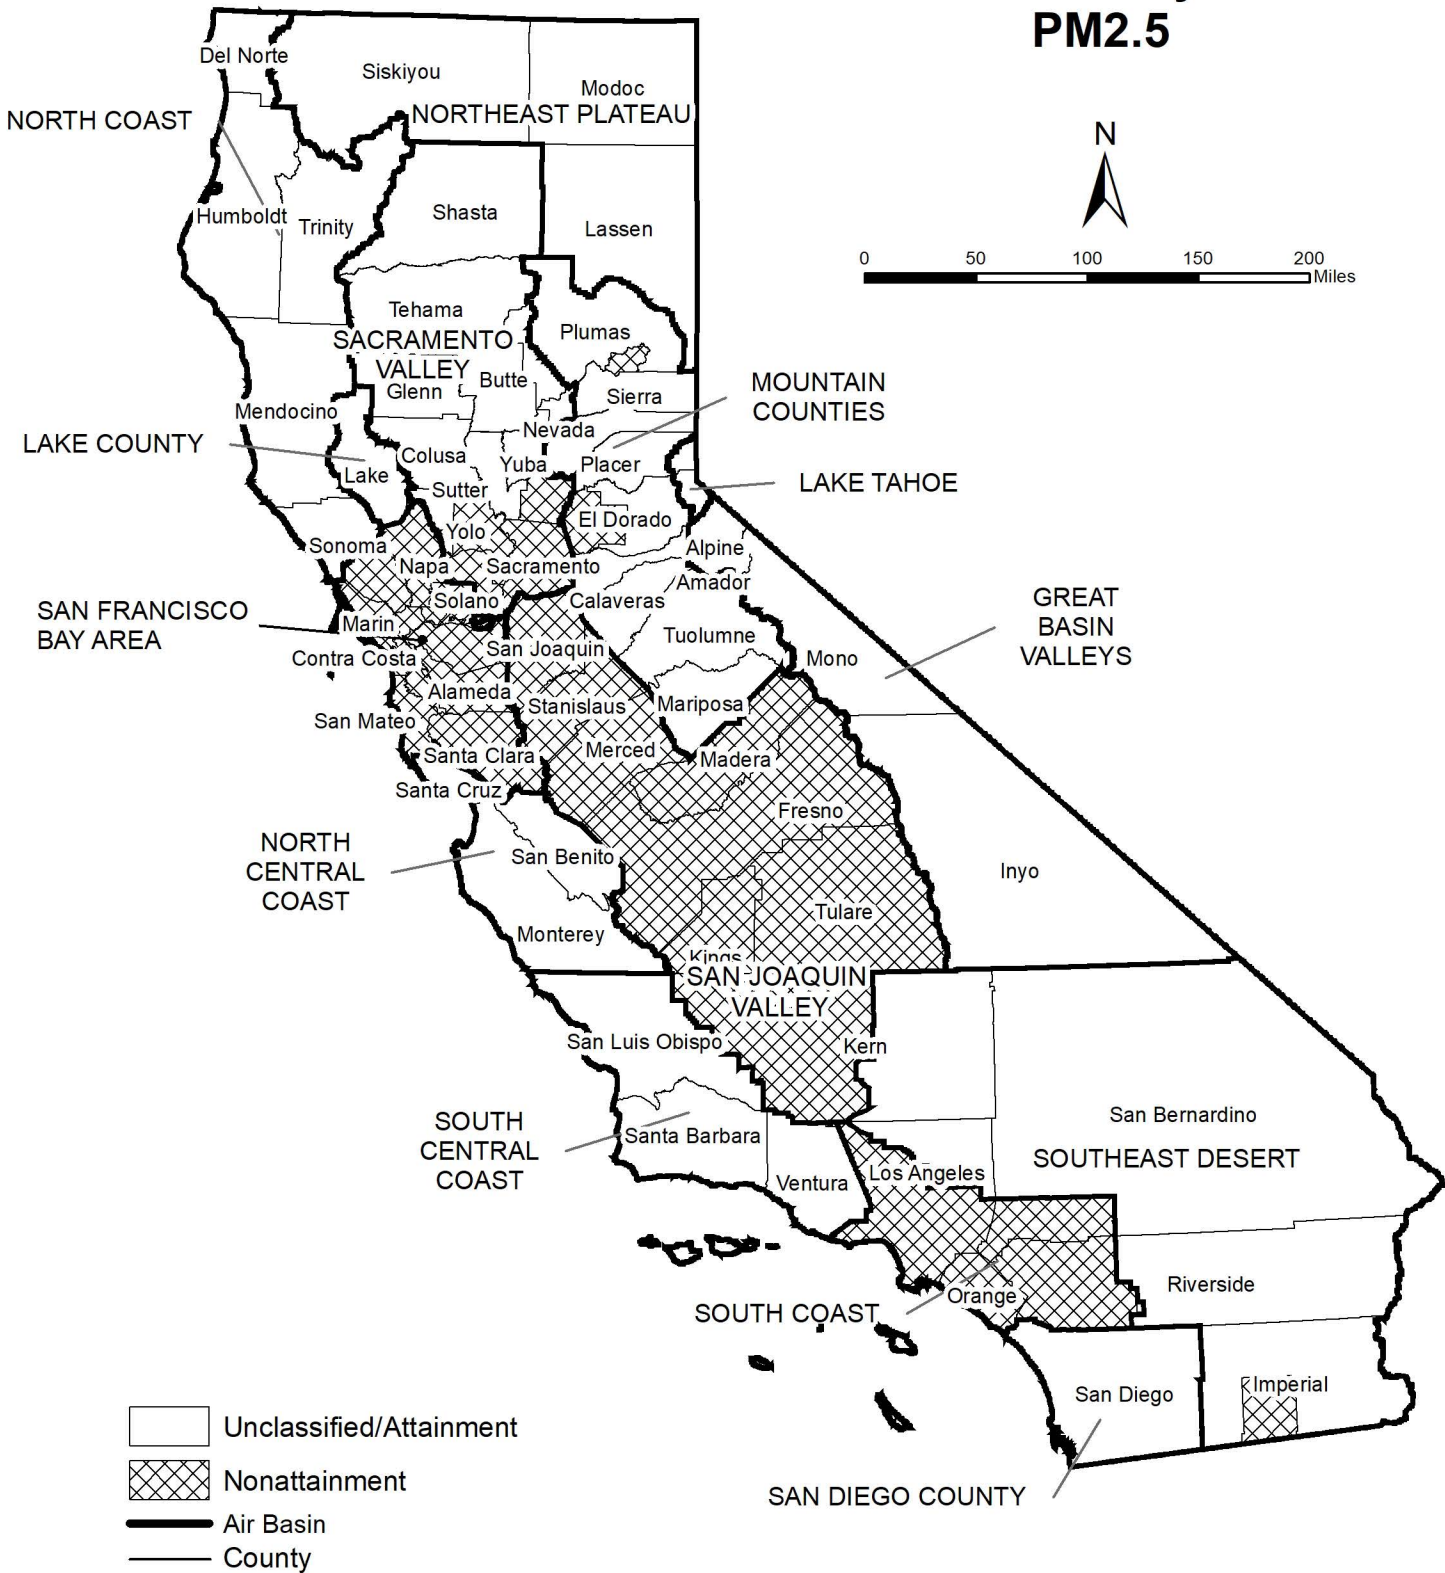 PM2.5
Del Norte
Siskiyou
Modoc
NORTH COAST
NORTHEAST PLATEAU
N
Humboldt
Trinity
Shasta
Lassen
0 50 100 150 200
Miles
Tehama
Plumas
SACRAMENTO
VALLEY
Glenn
Butte
Sierra
MOUNTAIN
COUNTIES
Mendocino
Nevada
LAKE COUNTY
Lake
Colusa
Yuba
Placer
LAKE TAHOE
Sutter
Yolo
El Dorado
Sonoma
Napa
Sacramento
Alpine
Amador
SAN FRANCISCO
BAY AREA
Solano
Calaveras
GREAT
BASIN
VALLEYS
Marin
Tuolumne
Contra Costa
San Joaquin
Mono
Alameda
Stanislaus
Mariposa
San Mateo
Santa Clara
Merced
Madera
Santa Cruz
Fresno
NORTH
CENTRAL
COAST
San Benito
Inyo
Tulare
Monterey
Kings
SAN JOAQUIN
VALLEY
San Luis Obispo
Kern
SOUTH
CENTRAL
COAST
Santa Barbara
San Bernardino
SOUTHEAST DESERT
Ventura
Los Angeles
Riverside
Orange
SOUTH COAST
San Diego
Imperial
SAN DIEGO COUNTY
Unclassified/Attainment
Nonattainment
Air Basin
County